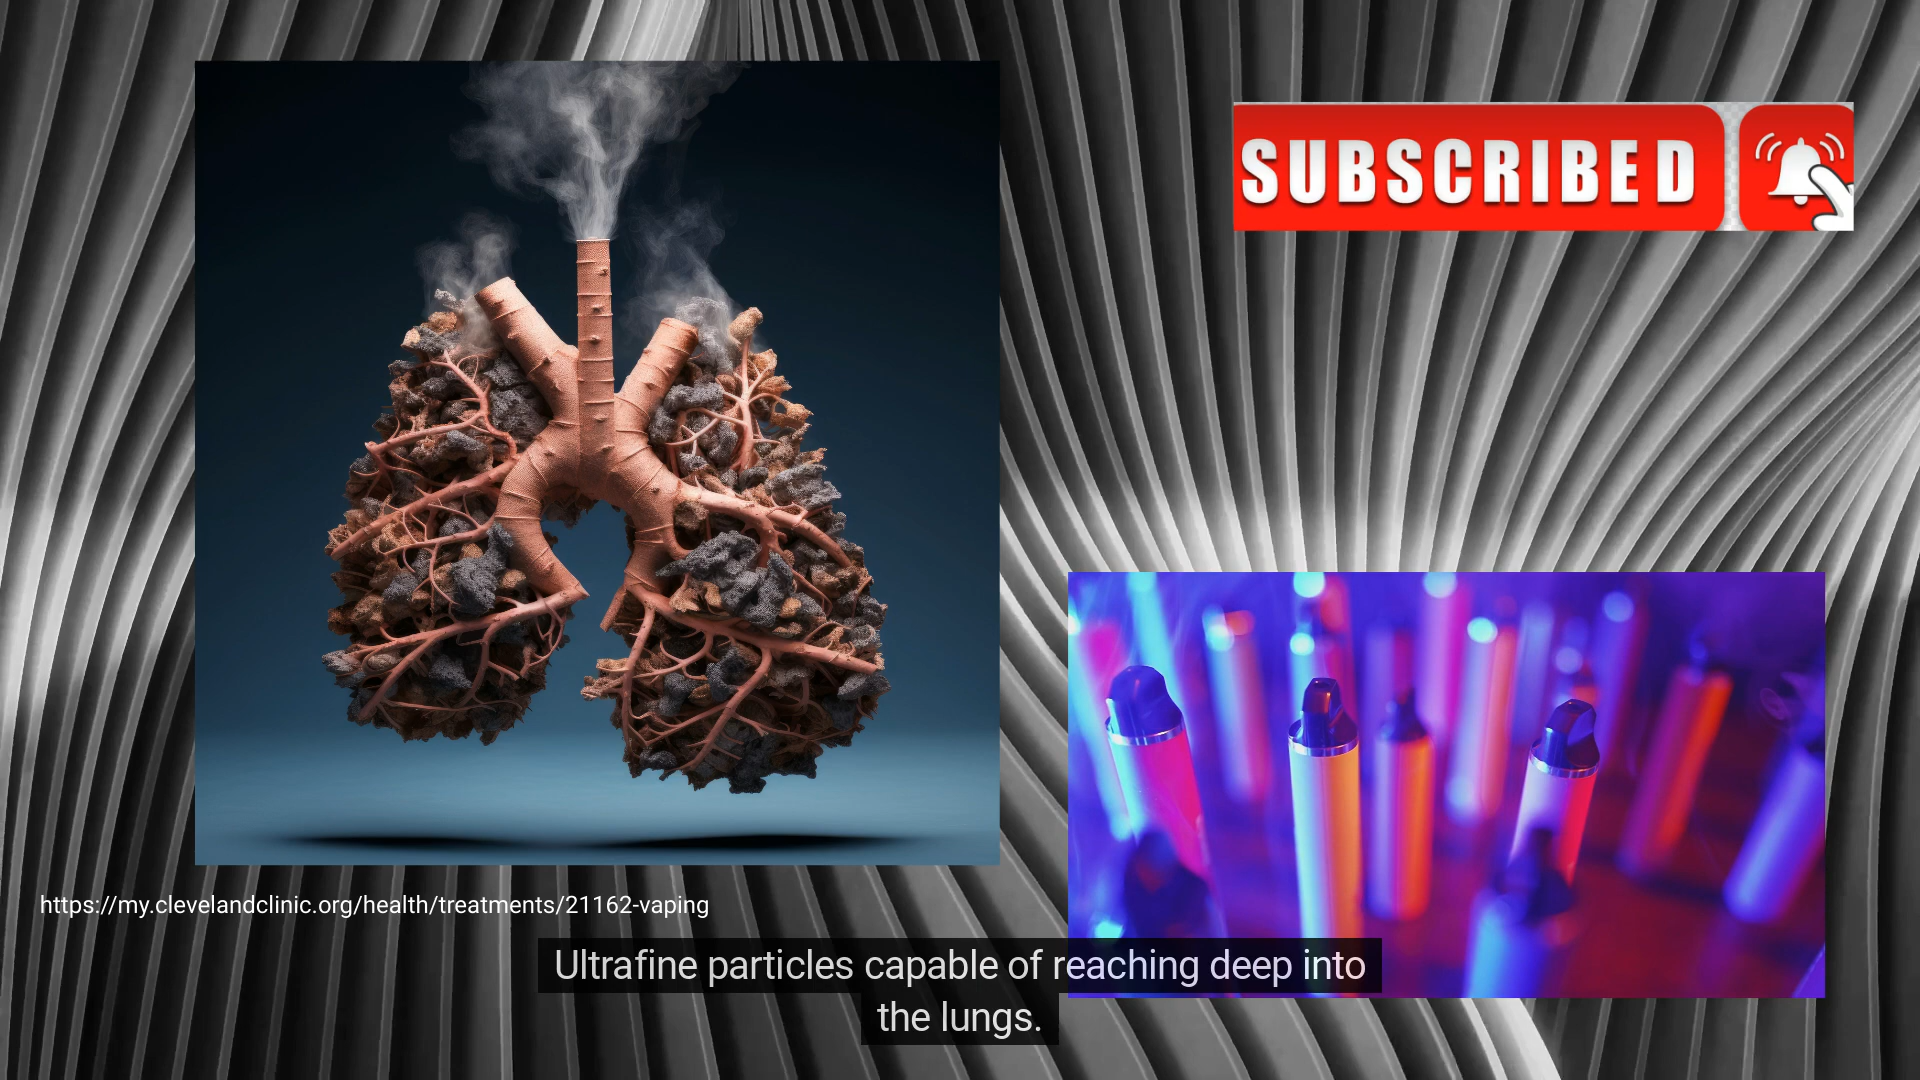 SUBSCRIBED
https://my.clevelandclinic.org/health/treatments/21162-vaping
Ultrafine particles capable of reaching deep into
the lungs.